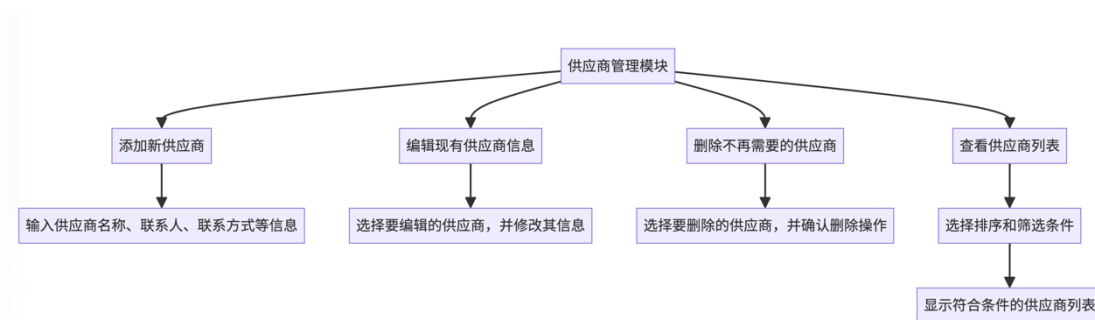 供应商管理模块
添加新供应商
编辑现有供应商信息
删除不再需要的供应商
查看供应商列表
输入供应商名称、联系人、联系方式等信息
选择要编辑的供应商，并修改其信息
选择要删除的供应商，并确认删除操作
选择排序和筛选条件
显示符合条件的供应商列表